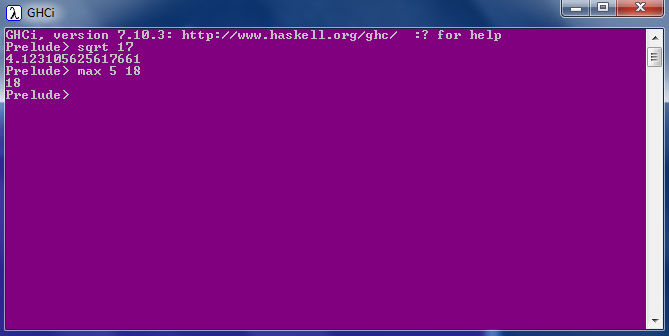 λ GHCi
GHCi, version 7.10.3: http://www.haskell.org/ghc/  :? for help
Prelude> sqrt 17
4.123105625617661
Prelude> max 5 18
18
Prelude>